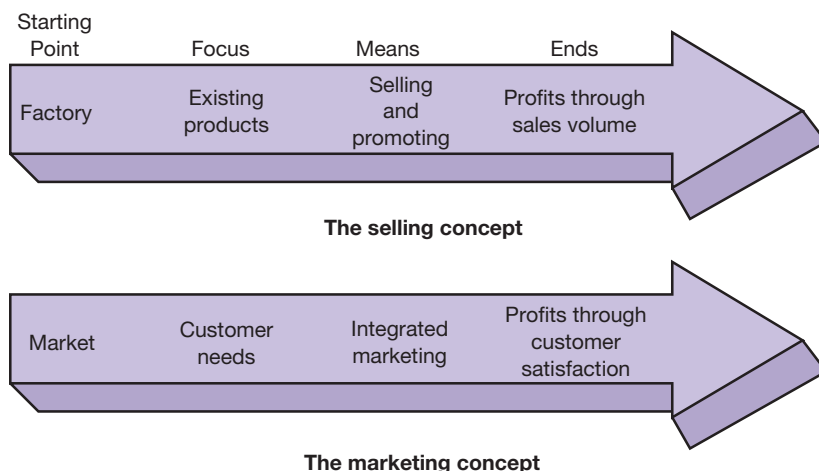 Starting
Point
Focus
Means
Ends
Factory
Existing
products
Selling
and
promoting
Profits through
sales volume
The selling concept
Market
Customer
needs
Integrated
marketing
Profits through
customer
satisfaction
The marketing concept